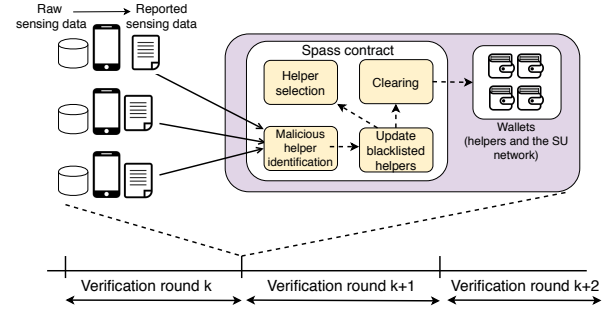 Raw
sensing data
Reported
sensing data
Spass contract
Helper
selection
Clearing
Malicious
helper
identification
Update
blacklisted
helpers
Wallets
(helpers and the SU
network)
Verification round k
Verification round k+1
Verification round k+2